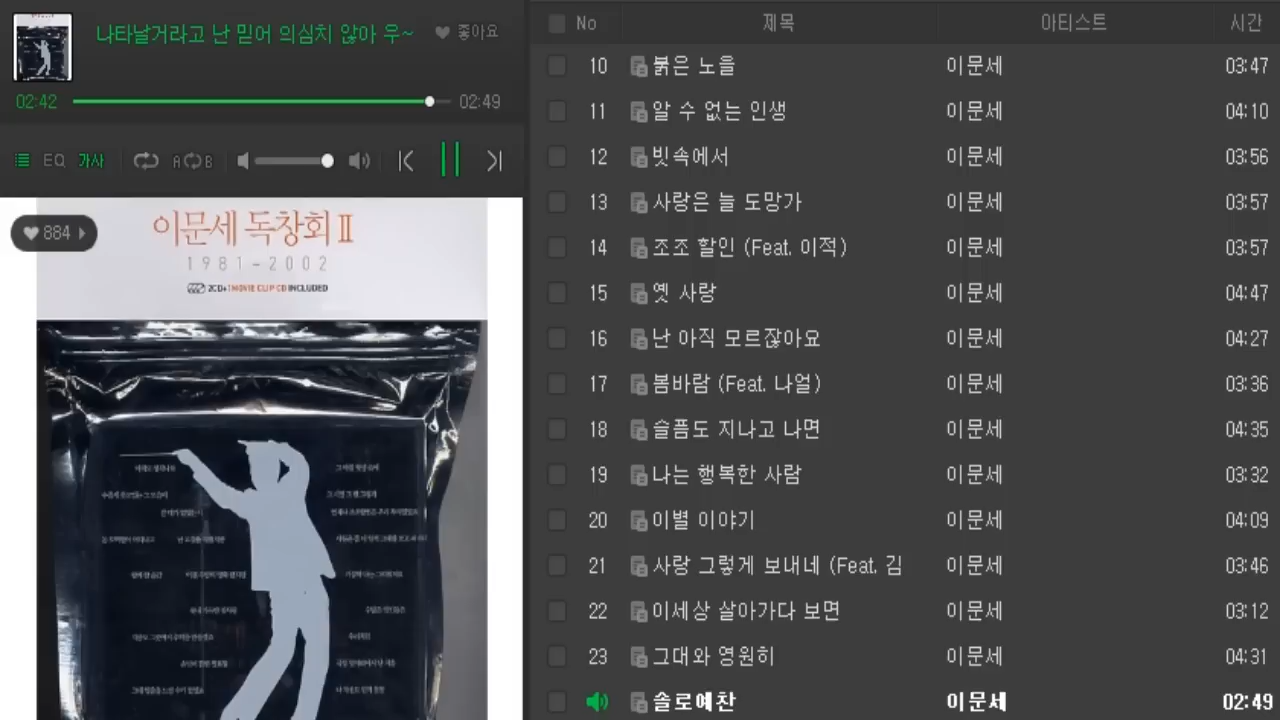 나타날거라고 난 믿어 의심치 않아 우~
좋아요
02:42
02:49
EQ
가사
A B
884
이문세 독창회 II
1981-2002
2CD+1MOVIE CLIP CD INCLUDED
No 제목 아티스트 시간
10 붉은 노을 이문세 03:47
11 알 수 없는 인생 이문세 04:10
12 빗속에서 이문세 03:56
13 사랑은 늘 도망가 이문세 03:57
14 조조 할인 (Feat. 이적) 이문세 03:57
15 옛 사랑 이문세 04:47
16 난 아직 모르잖아요 이문세 04:27
17 봄바람 (Feat. 나얼) 이문세 03:36
18 슬픔도 지나고 나면 이문세 04:35
19 나는 행복한 사람 이문세 03:32
20 이별 이야기 이문세 04:09
21 사랑 그렇게 보내네 (Feat. 김 이문세 03:46
22 이세상 살아가다 보면 이문세 03:12
23 그대와 영원히 이문세 04:31
솔로예찬 이문세 02:49